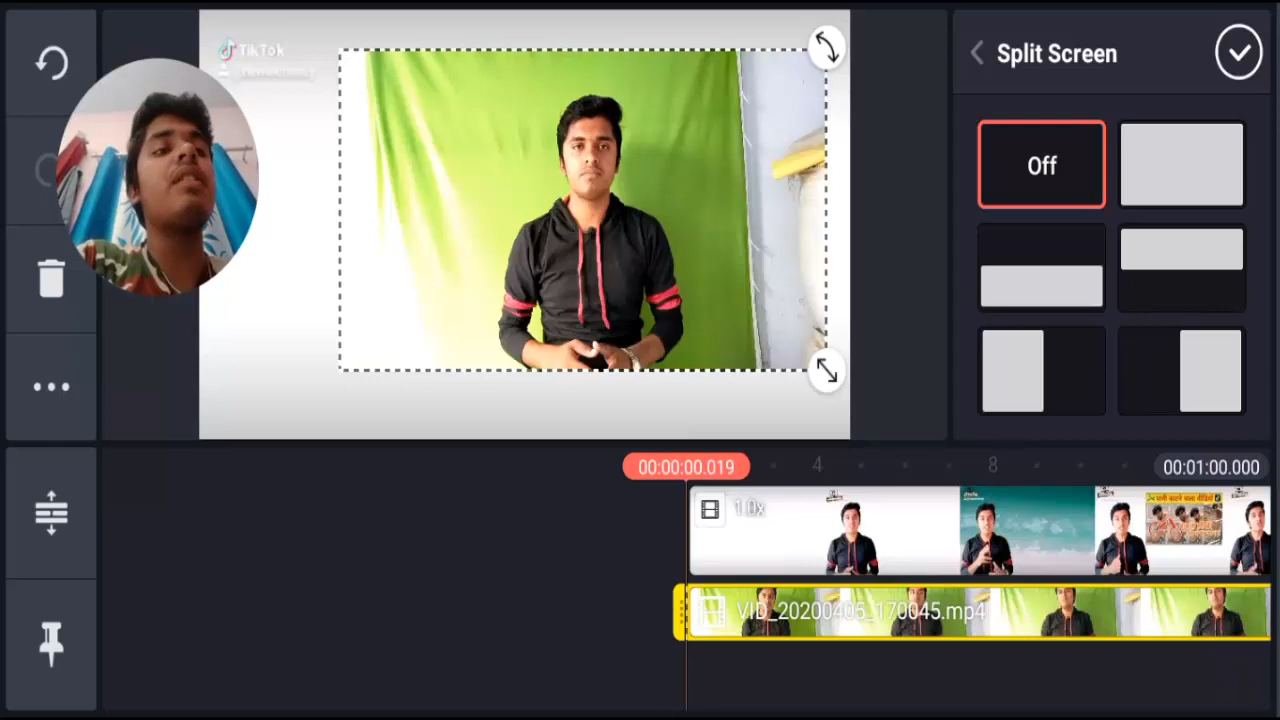 TikTok
Split Screen
Off
00:00:00.019
4
8
00:01:00.000
1.0x
VID_20200405_170045.mp4